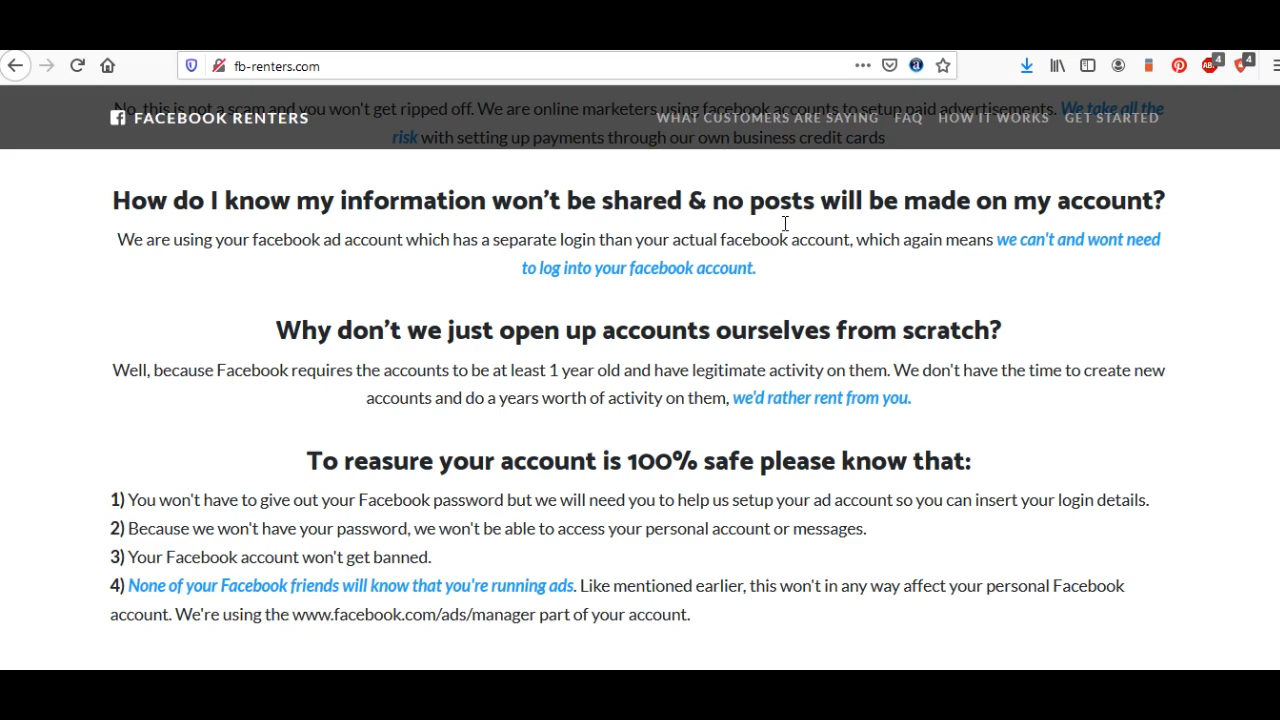 fb-renters.com
No, this is not a scam and you won't get ripped off. We are online marketers using facebook accounts to setup paid advertisements. We take all the
FACEBOOK RENTERS
WHAT CUSTOMERS ARE SAYING FAQ HOW IT WORKS GET STARTED
risk with setting up payments through our own business credit cards
How do I know my information won't be shared & no posts will be made on my account?
We are using your facebook ad account which has a separate login than your actual facebook account, which again means we can't and wont need
to log into your facebook account.
Why don't we just open up accounts ourselves from scratch?
Well, because Facebook requires the accounts to be at least 1 year old and have legitimate activity on them. We don't have the time to create new
accounts and do a years worth of activity on them, we'd rather rent from you.
To reasure your account is 100% safe please know that:
1) You won't have to give out your Facebook password but we will need you to help us setup your ad account so you can insert your login details.
2) Because we won't have your password, we won't be able to access your personal account or messages.
3) Your Facebook account won't get banned.
4) None of your Facebook friends will know that you're running ads. Like mentioned earlier, this won't in any way affect your personal Facebook
account. We're using the www.facebook.com/ads/manager part of your account.